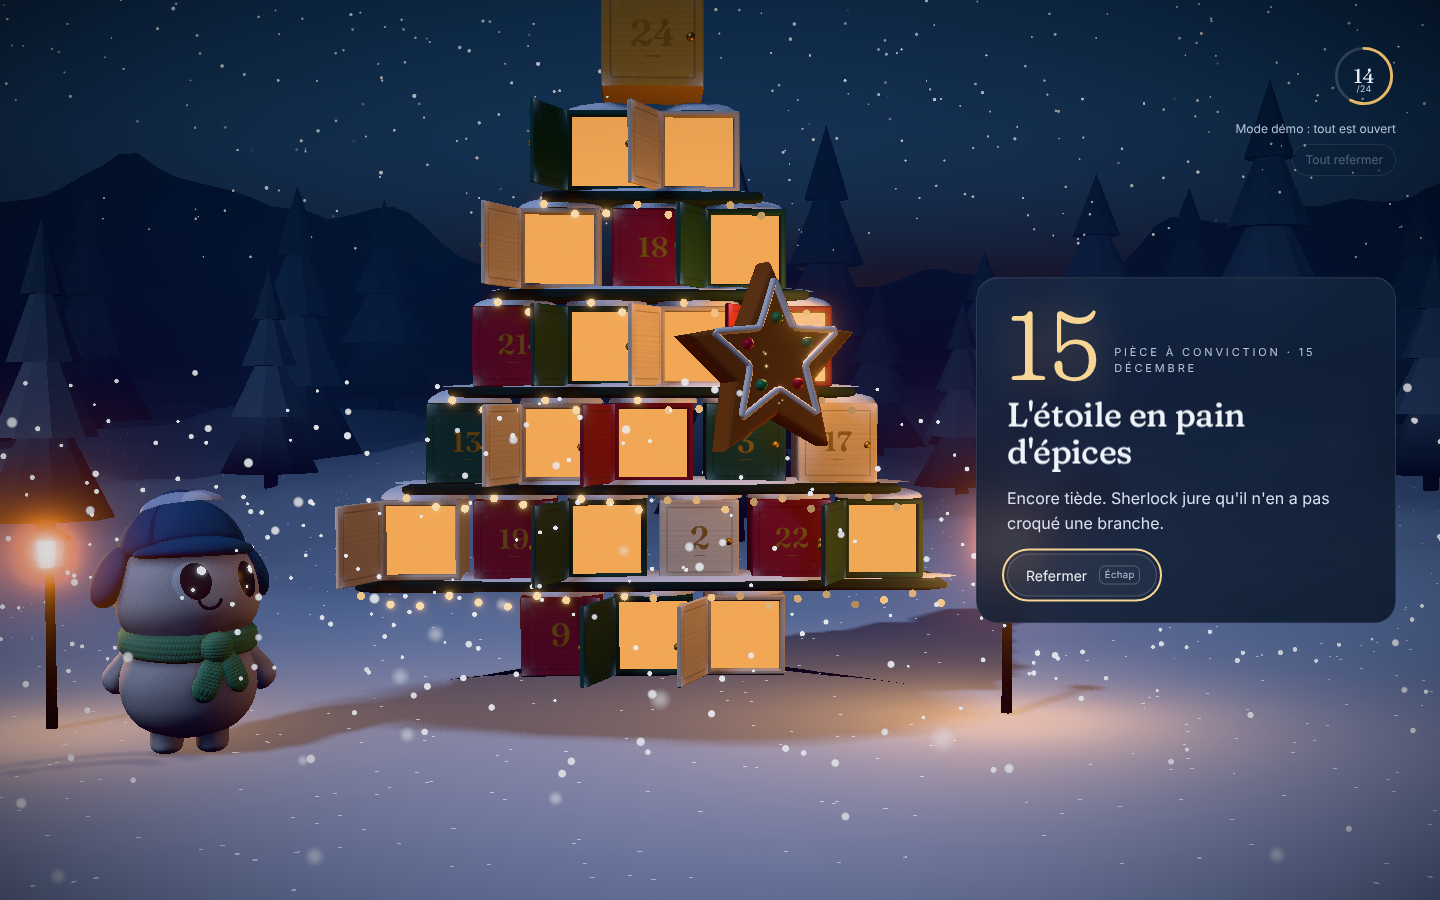 24
14
/24
Mode démo : tout est ouvert
Tout refermer
18
21
13
3
17
19
2
22
9
15
PIÈCE À CONVICTION · 15
DÉCEMBRE
L'étoile en pain
d'épices
Encore tiède. Sherlock jure qu'il n'en a pas
croqué une branche.
Refermer
Échap